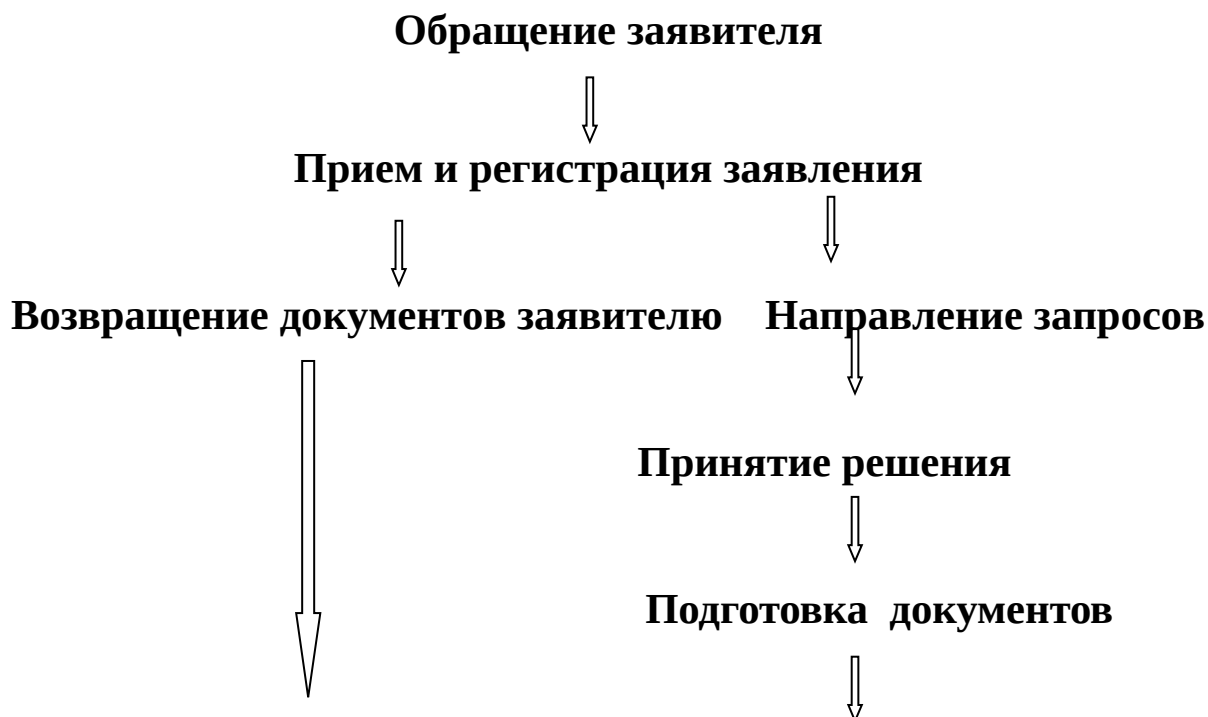 Обращение заявителя
Прием и регистрация заявления
Возвращение документов заявителю Направление запросов
Принятие решения
Подготовка документов